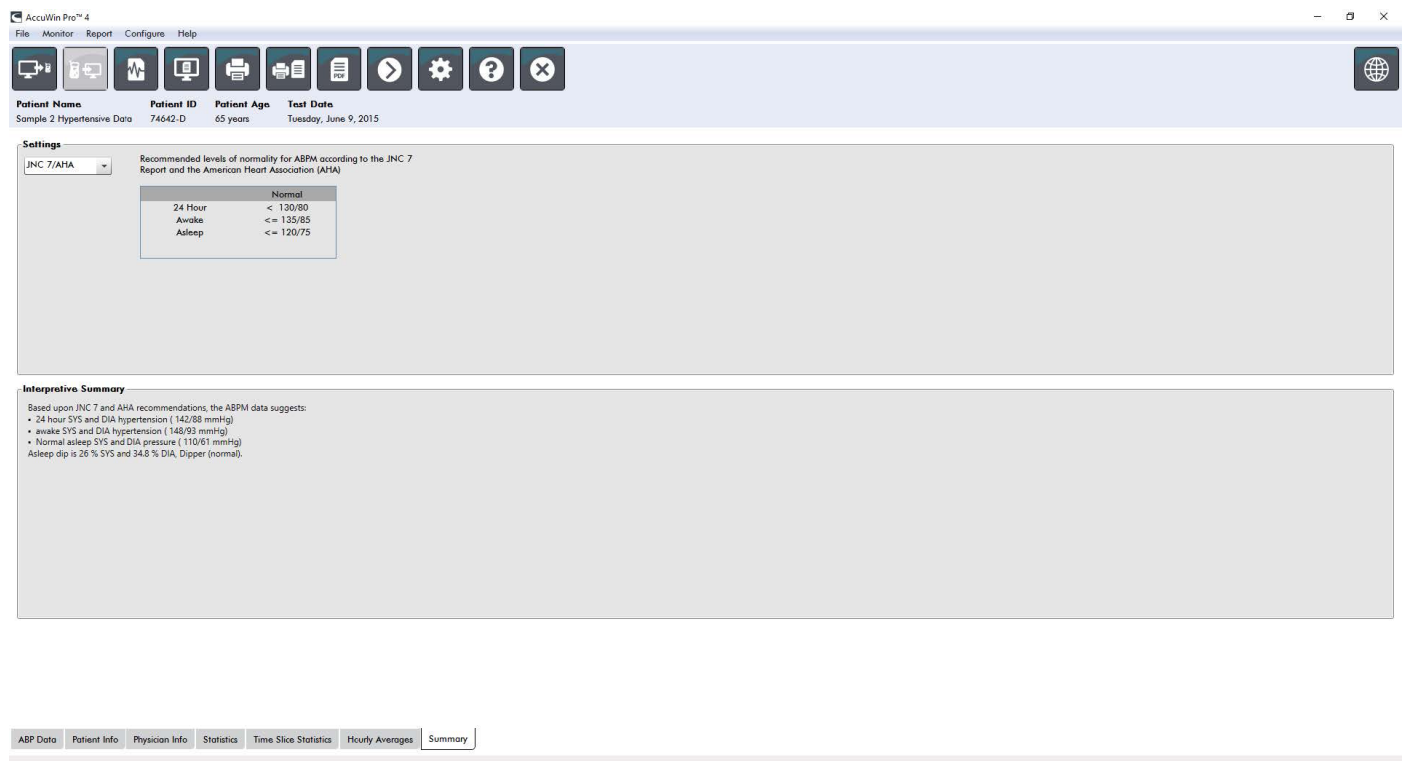 AccuWin Pro™ 4
File Monitor Report Configure Help
PDF
Patient Name Patient ID Patient Age Test Date
Sample 2 Hypertensive Data 74642-D 65 years Tuesday, June 9, 2015
Settings
JNC 7/AHA
Recommended levels of normality for ABPM according to the JNC 7
Report and the American Heart Association (AHA)
Normal
24 Hour < 130/80
Awake <= 135/85
Asleep <= 120/75
Interpretive Summary
Based upon JNC 7 and AHA recommendations, the ABPM data suggests:
• 24 hour SYS and DIA hypertension ( 142/88 mmHg)
• awake SYS and DIA hypertension ( 148/93 mmHg)
• Normal asleep SYS and DIA pressure ( 110/61 mmHg)
Asleep dip is 26 % SYS and 34.8 % DIA, Dipper (normal).
ABP Data Patient Info Physician Info Statistics Time Slice Statistics Hourly Averages Summary